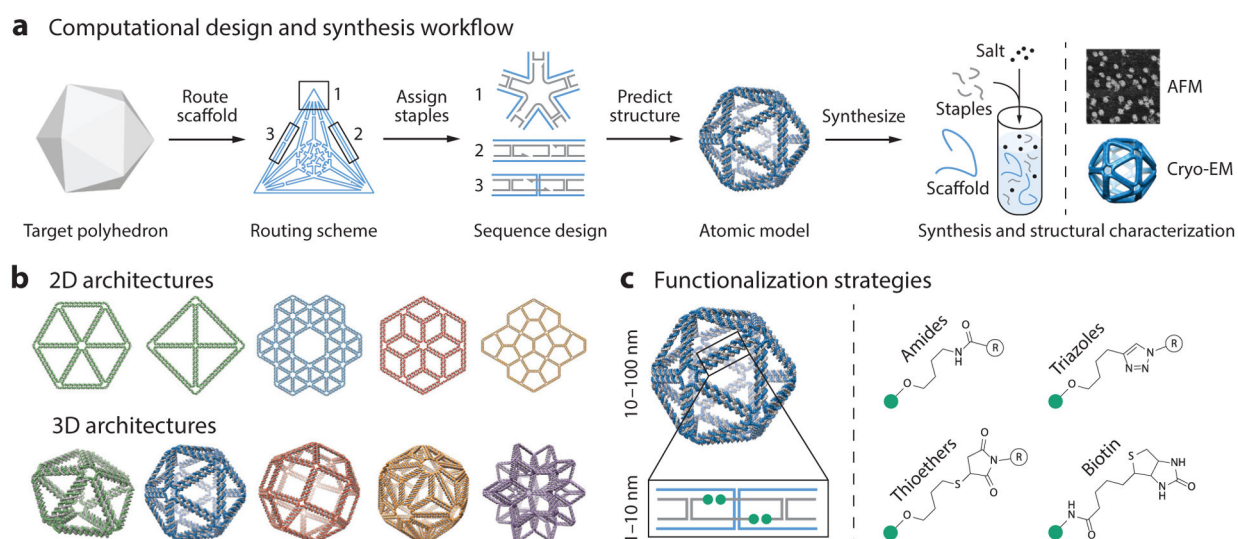 a Computational design and synthesis workflow
Route
scaffold
Assign
staples
Predict
structure
Synthesize
Salt
Staples
Scaffold
AFM
Cryo-EM
1
3
2
1
2
3
Target polyhedron
Routing scheme
Sequence design
Atomic model
Synthesis and structural characterization
b 2D architectures
3D architectures
c Functionalization strategies
10–100 nm
1–10 nm
Amides
O
N
H
R
O
Triazoles
N
R
N=N
O
Thioethers
O
N
R
S
O
O
Biotin
S
NH
N
H
O
N
H
O